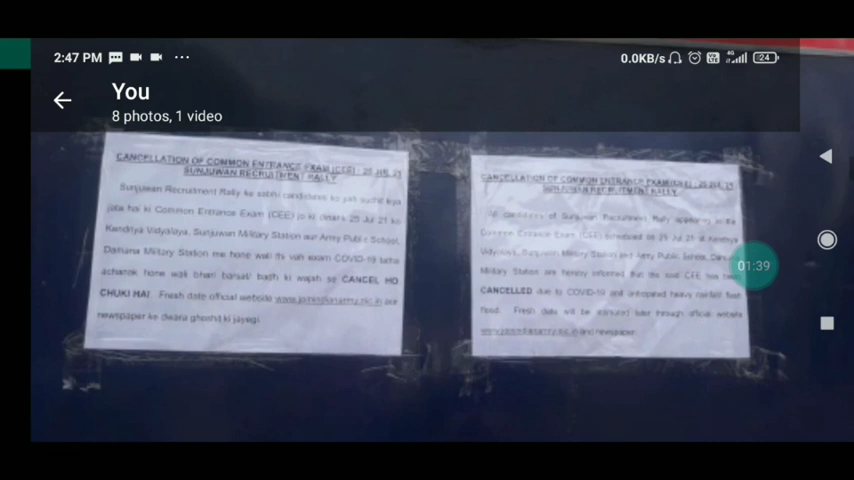 2:47 PM
0.0KB/s
4G
24
You
8 photos, 1 video
CANCELLATION OF COMMON ENTRANCE EXAM (CEE) - 25 JUL 21
SUNJUWAN RECRUITMENT RALLY
Sunjuwan Recruitment Rally ke sabhi candidates ko yah suchit kiya
jata hai ki Common Entrance Exam (CEE) jo ki dinank 25 Jul 21 ko
Kendriya Vidyalaya, Sunjuwan Military Station aur Army Public School,
Damana Military Station me hone wali thi vah exam COVID-19 tatha
achanak hone wali bhari barsat/ badh ki wajah se CANCEL HO
CHUKI HAI. Fresh date official website www.joinindianarmy.nic.in aur
newspaper ke dwara ghoshit ki jayegi.
CANCELLATION OF COMMON ENTRANCE EXAM (CEE) - 25 JUL 21
SUNJUWAN RECRUITMENT RALLY
All candidates of Sunjuwan Recruitment Rally appearing in the
Common Entrance Exam (CEE) scheduled on 25 Jul 21 at Kendriya
Vidyalaya, Sunjuwan Military Station and Army Public School,
Military Station are hereby informed that the said CEE has been
CANCELLED due to COVID-19 and anticipated heavy rainfall/ flash
flood. Fresh date will be intimated later through official website
www.joinindianarmy.nic.in and newspaper.
01:39